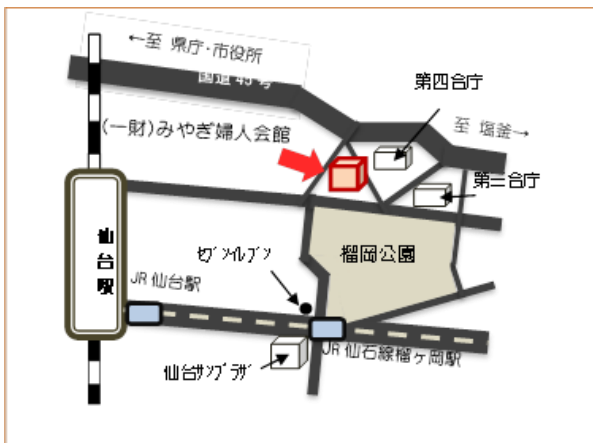 ←至 県庁・市役所
国道45号
第四合庁
至 塩釜→
(一財)みやぎ婦人会館
第二合庁
仙台駅
ｾﾌﾞﾝｲﾚﾌﾞﾝ
榴岡公園
JR 仙台駅
JR 仙石線榴ヶ岡駅
仙台ｻﾝﾌﾟﾗｻﾞ